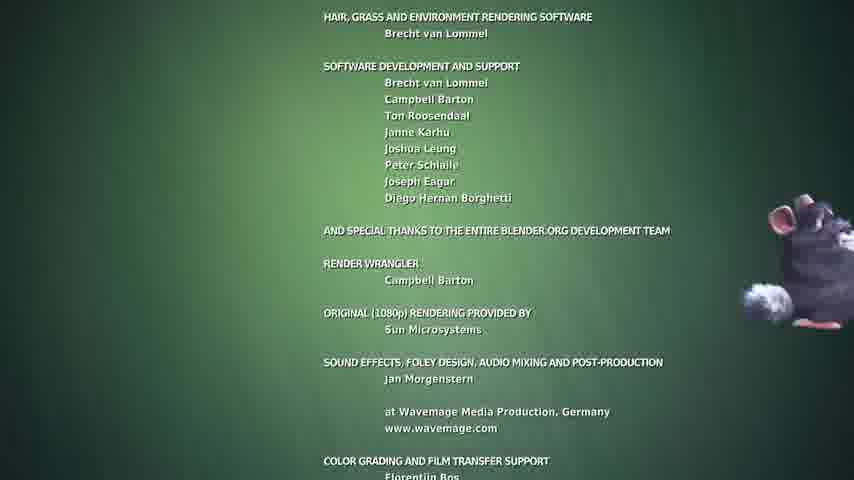 HAIR, GRASS AND ENVIRONMENT RENDERING SOFTWARE
Brecht van Lommel
SOFTWARE DEVELOPMENT AND SUPPORT
Brecht van Lommel
Campbell Barton
Ton Roosendaal
Janne Karhu
Joshua Leung
Peter Schlaile
Joseph Eagar
Diego Hernan Borghetti
AND SPECIAL THANKS TO THE ENTIRE BLENDER.ORG DEVELOPMENT TEAM
RENDER WRANGLER
Campbell Barton
ORIGINAL (1080p) RENDERING PROVIDED BY
Sun Microsystems
SOUND EFFECTS, FOLEY DESIGN, AUDIO MIXING AND POST-PRODUCTION
Jan Morgenstern
at Wavemage Media Production, Germany
www.wavemage.com
COLOR GRADING AND FILM TRANSFER SUPPORT
Florentijn Bos